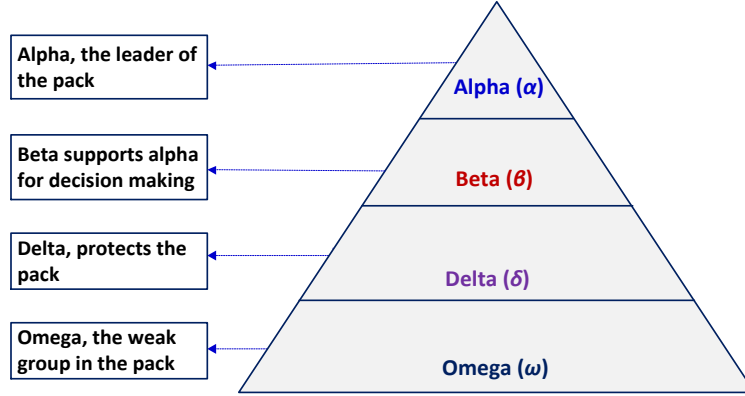 Alpha, the leader of
the pack
Alpha (α)
Beta supports alpha
for decision making
Beta (β)
Delta, protects the
pack
Delta (δ)
Omega, the weak
group in the pack
Omega (ω)